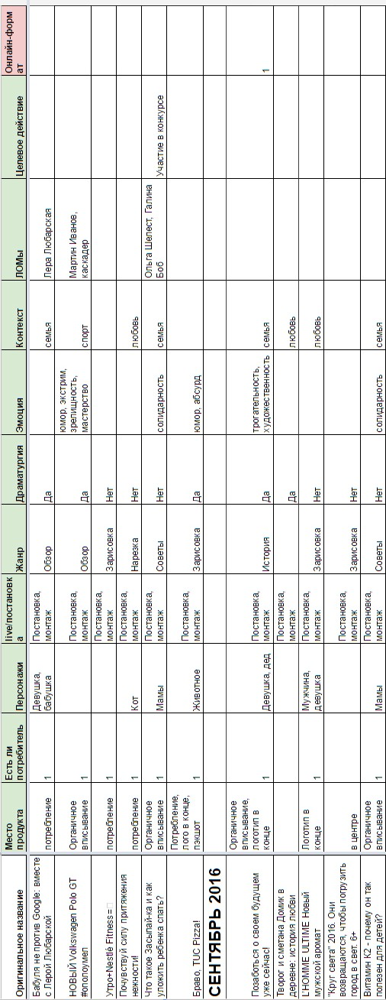 Оригинальное название
Место
продукта
Есть ли
потребитель
Персонажи
live/постановк
а
Жанр
Драматургия
Эмоция
Контекст
ЛОМы
Целевое действие
Онлайн-форм
ат
Бабуля не против Google: вместе
с Лерой Любарской
потребление
1
Девушка,
бабушка
Постановка,
монтаж
Обзор
Да
семья
Лера Любарская
НОВЫЙ Volkswagen Polo GT
#ополоумел
Органичное
вписывание
1
Постановка,
монтаж
Обзор
Да
юмор, экстрим,
зрелищность,
мастерство
спорт
Мартин Иванов,
каскадер
Утро+Nestlé Fitness=□
потребление
1
Постановка,
монтаж
Зарисовка
Нет
Почувствуй силу притяжения
нежности!
потребление
1
Кот
Постановка,
монтаж
Нарезка
Нет
любовь
Что такое Засыпай-ка и как
уложить ребенка спать?
Органичное
вписывание
1
Мамы
Постановка,
монтаж
Советы
Нет
солидарность
семья
Ольга Шелест, Галина
Боб
Участие в конкурсе
Браво, TUC Pizza!
Потребление,
лого в конце,
пэкшот
1
Животное
Постановка,
монтаж
Зарисовка
Да
юмор, абсурд
СЕНТЯБРЬ 2016
Позаботься о своем будущем
уже сейчас!
Органичное
вписывание,
логотип в
конце
1
Девушка, дед
Постановка,
монтаж
История
Да
трогательность,
художественность
семья
1
Творог и сметана Домик в
деревне: история любви
Постановка,
монтаж
Да
любовь
L'HOMME ULTIME Новый
мужской аромат
Логотип в
конце
1
Мужчина,
девушка
Постановка,
монтаж
Зарисовка
Нет
любовь
"Круг света" 2016. Они
возвращаются, чтобы погрузить
город в свет. 6+
в центре
Постановка,
монтаж
Зарисовка
Нет
Витамин К2 - почему он так
полезен для детей?
Органичное
вписывание
1
Мамы
Постановка,
монтаж
Советы
Нет
солидарность
семья